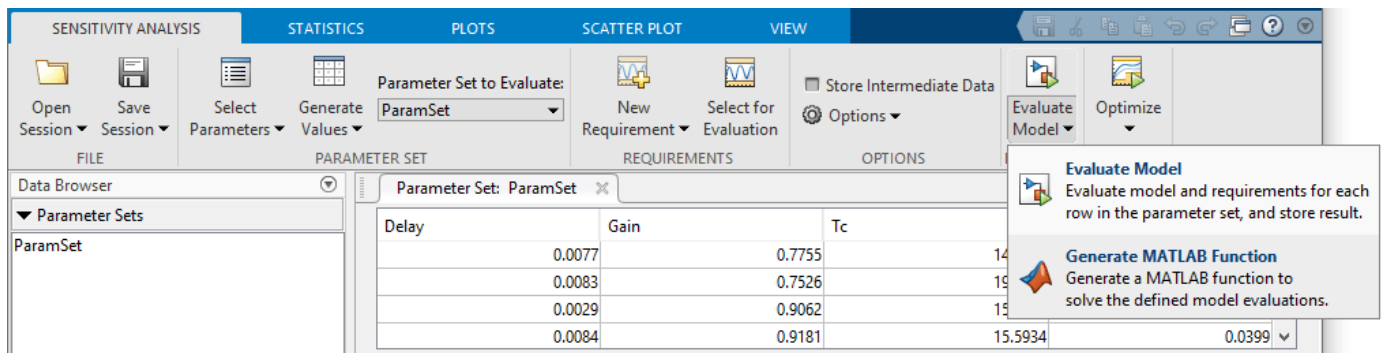 SENSITIVITY ANALYSIS STATISTICS PLOTS SCATTER PLOT VIEW
Open Session Save Session Select Parameters Generate Values
Parameter Set to Evaluate:
ParamSet
New Requirement Select for Evaluation
Store Intermediate Data
Options
Evaluate Model Optimize
FILE PARAMETER SET REQUIREMENTS OPTIONS
Evaluate Model
Evaluate model and requirements for each
row in the parameter set, and store result.
Generate MATLAB Function
Generate a MATLAB function to
solve the defined model evaluations.
Data Browser
Parameter Sets
ParamSet
Parameter Set: ParamSet
Delay Gain Tc
0.0077 0.7755 14
0.0083 0.7526 19
0.0029 0.9062 15
0.0084 0.9181 15.5934 0.0399